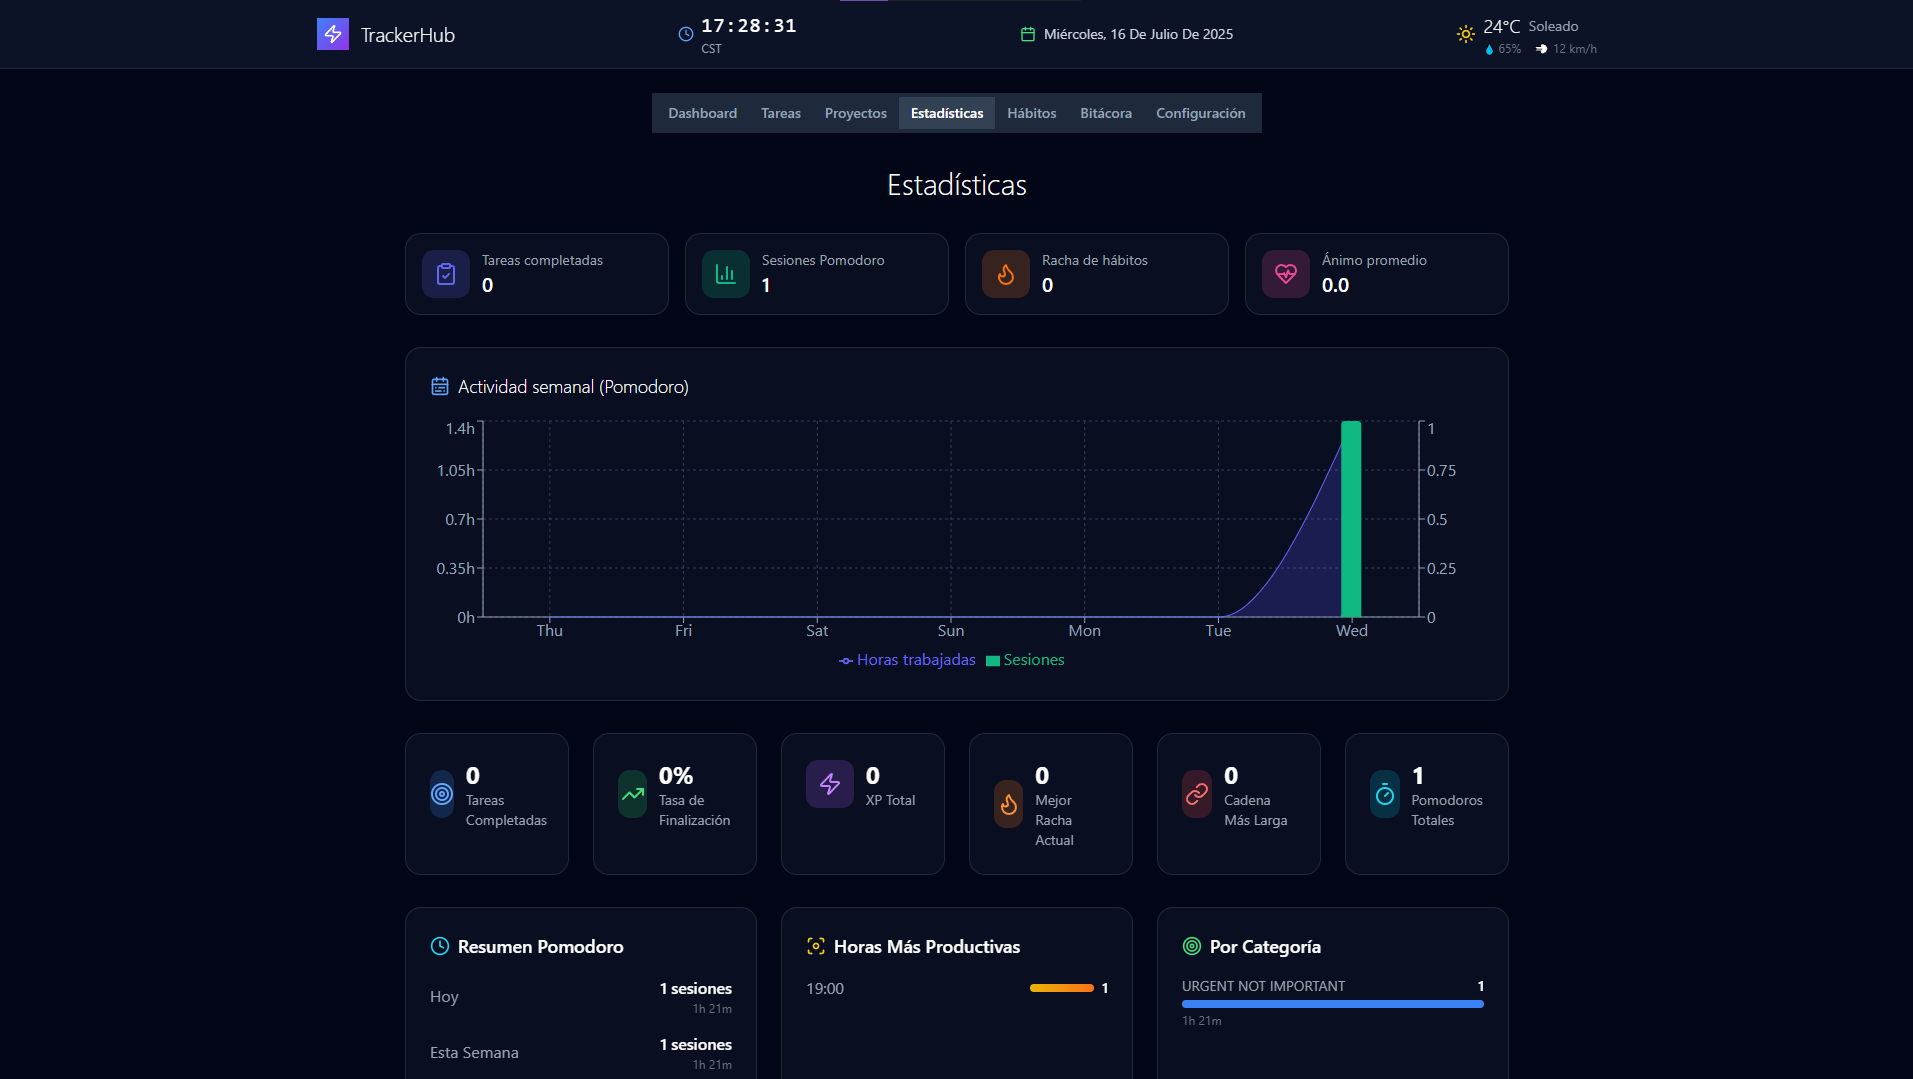 TrackerHub
17:28:31
CST
Miércoles, 16 De Julio De 2025
24°C Soleado
65% 12 km/h
Dashboard Tareas Proyectos Estadísticas Hábitos Bitácora Configuración
Estadísticas
Tareas completadas
0
Sesiones Pomodoro
1
Racha de hábitos
0
Ánimo promedio
0.0
Actividad semanal (Pomodoro)
1.4h
1.05h
0.7h
0.35h
0h
1
0.75
0.5
0.25
0
Thu Fri Sat Sun Mon Tue Wed
Horas trabajadas Sesiones
0
Tareas
Completadas
0%
Tasa de
Finalización
0
XP Total
0
Mejor
Racha
Actual
0
Cadena
Más Larga
1
Pomodoros
Totales
Resumen Pomodoro
Hoy
1 sesiones
1h 21m
Esta Semana
1 sesiones
1h 21m
Horas Más Productivas
19:00 1
Por Categoría
URGENT NOT IMPORTANT 1
1h 21m